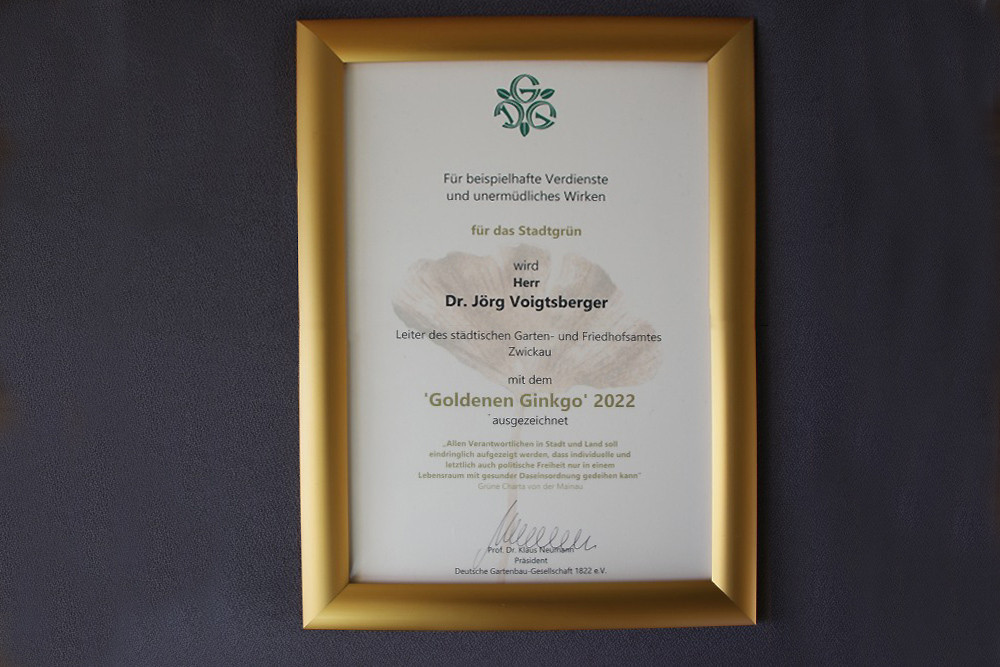 G
D G
Für beispielhafte Verdienste
und unermüdliches Wirken
für das Stadtgrün
wird
Herr
Dr. Jörg Voigtsberger
Leiter des städtischen Garten- und Friedhofsamtes
Zwickau
mit dem
'Goldenen Ginkgo' 2022
ausgezeichnet
„Allen Verantwortlichen in Stadt und Land soll
eindringlich aufgezeigt werden, dass individuelle und
letztlich auch politische Freiheit nur in einem
Lebensraum mit gesunder Daseinsordnung gedeihen kann"
Grüne Charta von der Mainau
Prof. Dr. Klaus Neumann
Präsident
Deutsche Gartenbau-Gesellschaft 1822 e.V.